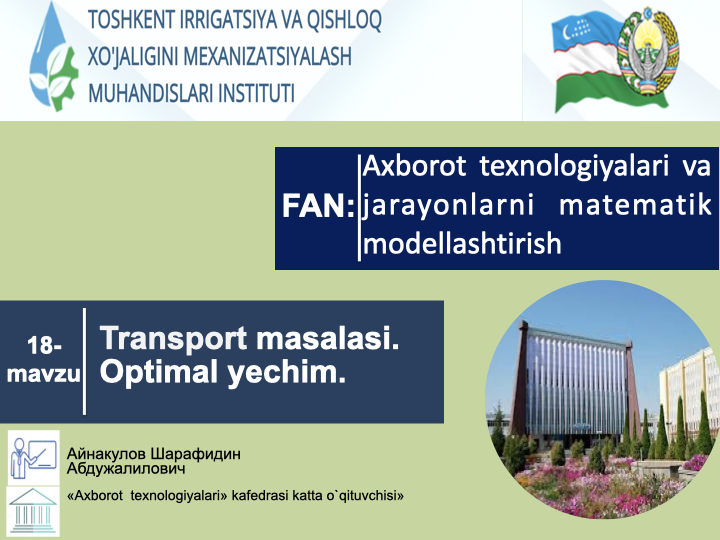 TOSHKENT IRRIGATSIYA VA QISHLOQ
XO'JALIGINI MEXANIZATSIYALASH
MUHANDISLARI INSTITUTI
FAN:
Axborot texnologiyalari va
jarayonlarni matematik
modellashtirish
18-
mavzu
Transport masalasi.
Optimal yechim.
Айнакулов Шарафидин
Абдужалилович
«Axborot texnologiyalari» kafedrasi katta o`qituvchisi»